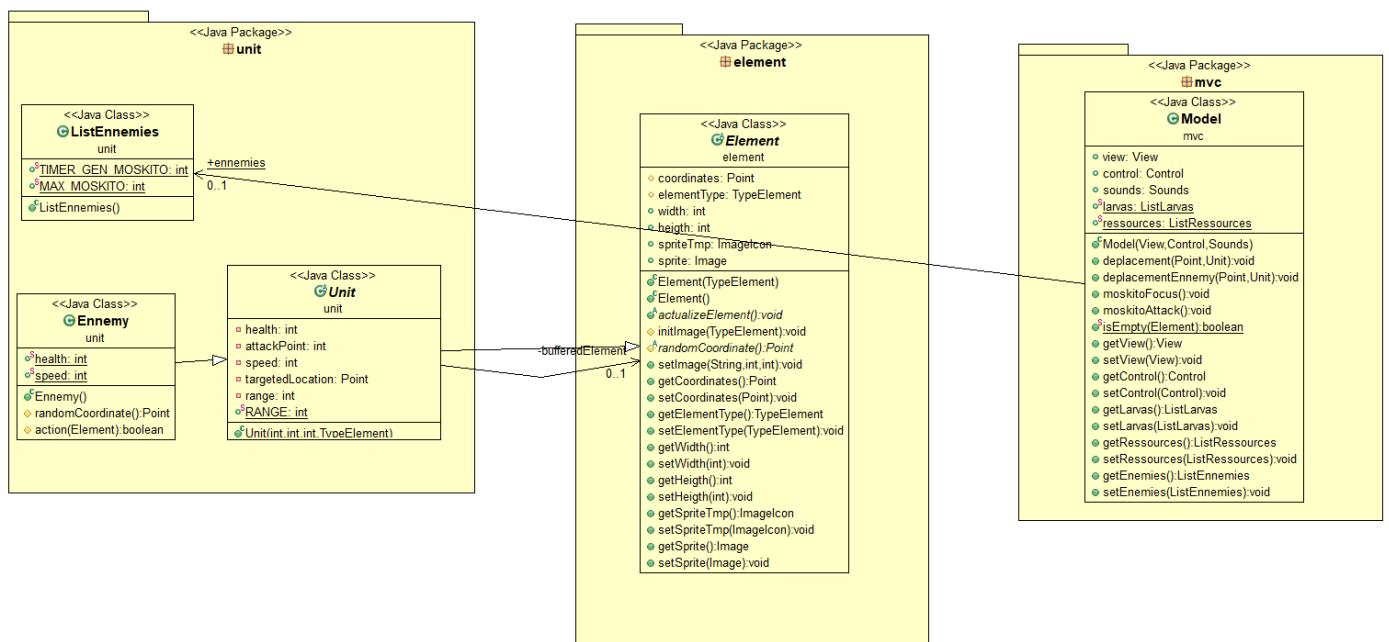 <<Java Package>>
unit
<<Java Class>>
ListEnnemies
unit
TIMER_GEN_MOSKITO: int
MAX_MOSKITO: int
ListEnnemies()
+ennemies
0..1
<<Java Class>>
Ennemy
unit
health: int
speed: int
Ennemy()
randomCoordinate():Point
action(Element):boolean
<<Java Class>>
Unit
unit
health: int
attackPoint: int
speed: int
targetedLocation: Point
range: int
RANGE: int
Unit(int,int,int,TypeElement)
-bufferedElement
0..1
<<Java Package>>
element
<<Java Class>>
Element
element
coordinates: Point
elementType: TypeElement
width: int
heigth: int
spriteTmp: ImageIcon
sprite: Image
Element(TypeElement)
Element()
actualizeElement():void
initImage(TypeElement):void
randomCoordinate():Point
setImage(String,int,int):void
getCoordinates():Point
setCoordinates(Point):void
getElementType():TypeElement
setElementType(TypeElement):void
getWidth():int
setWidth(int):void
getHeigth():int
setHeigth(int):void
getSpriteTmp():ImageIcon
setSpriteTmp(ImageIcon):void
getSprite():Image
setSprite(Image):void
<<Java Package>>
mvc
<<Java Class>>
Model
mvc
view: View
control: Control
sounds: Sounds
larvas: ListLarvas
ressources: ListRessources
Model(View,Control,Sounds)
deplacement(Point,Unit):void
deplacementEnnemy(Point,Unit):void
moskitoFocus():void
moskitoAttack():void
isEmpty(Element):boolean
getView():View
setView(View):void
getControl():Control
setControl(Control):void
getLarvas():ListLarvas
setLarvas(ListLarvas):void
getRessources():ListRessources
setRessources(ListRessources):void
getEnemies():ListEnnemies
setEnemies(ListEnnemies):void